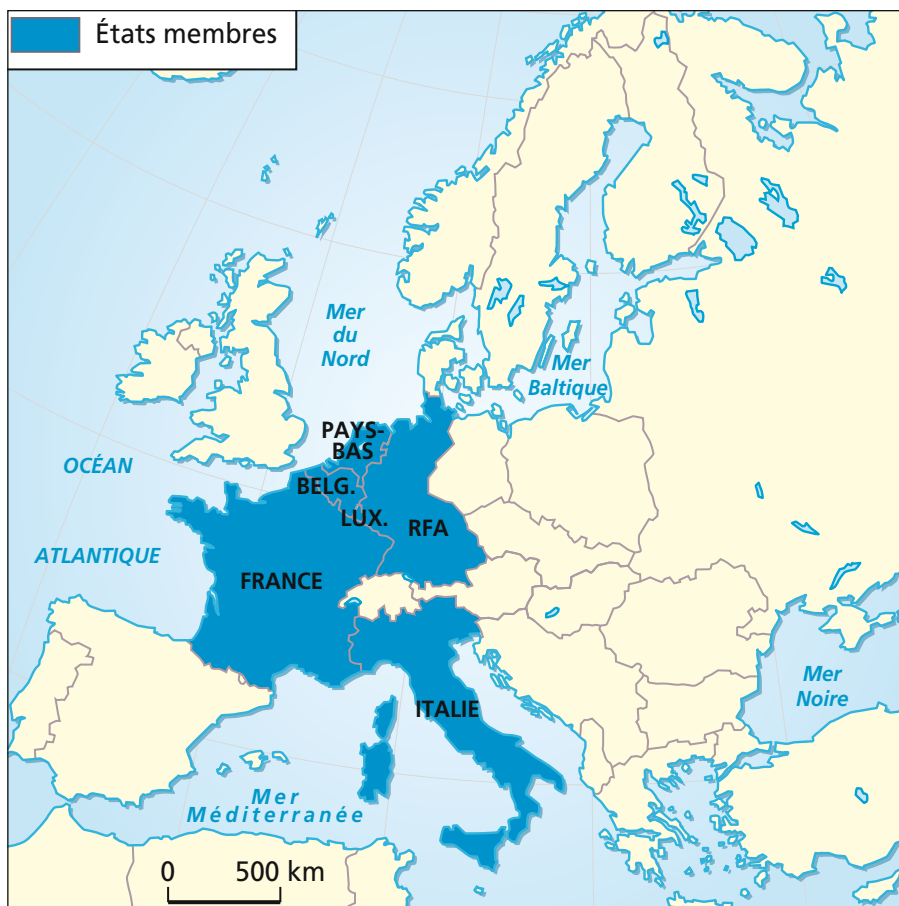 États membres
Mer
du
Nord
Mer
Baltique
PAYS-
BAS
OCÉAN
BELG.
LUX.
RFA
ATLANTIQUE
FRANCE
Mer
Noire
ITALIE
Mer
Méditerranée
0 500 km